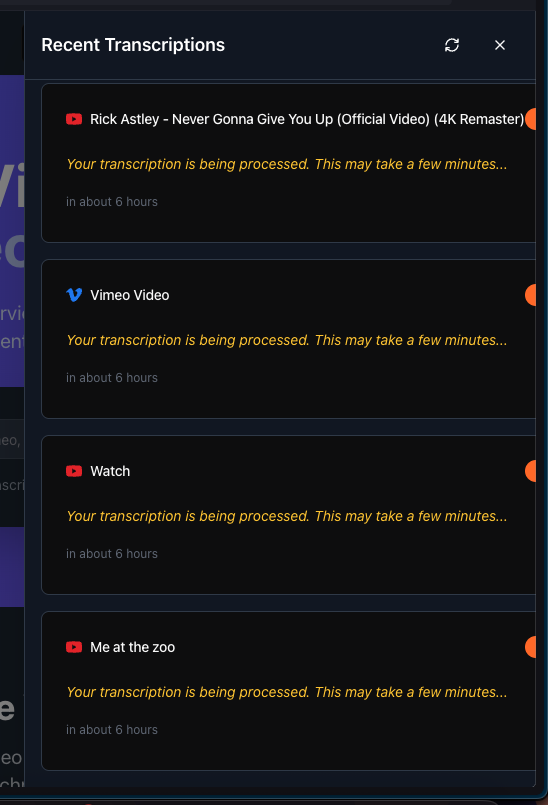 Recent Transcriptions
Rick Astley - Never Gonna Give You Up (Official Video) (4K Remaster)
Your transcription is being processed. This may take a few minutes...
in about 6 hours
Vimeo Video
Your transcription is being processed. This may take a few minutes...
in about 6 hours
Watch
Your transcription is being processed. This may take a few minutes...
in about 6 hours
Me at the zoo
Your transcription is being processed. This may take a few minutes...
in about 6 hours